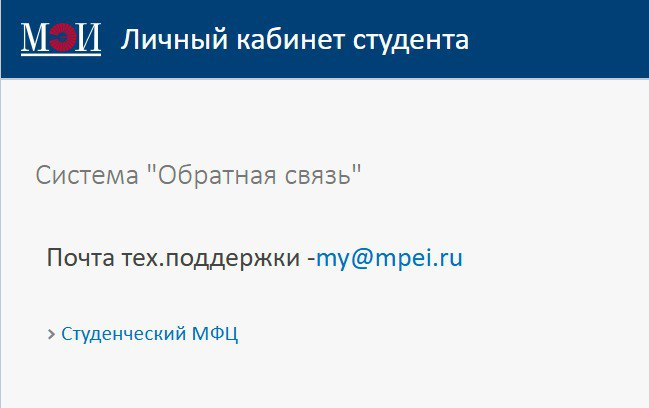 МЭИ Личный кабинет студента
Система "Обратная связь"
Почта тех.поддержки -my@mpei.ru
Студенческий МФЦ